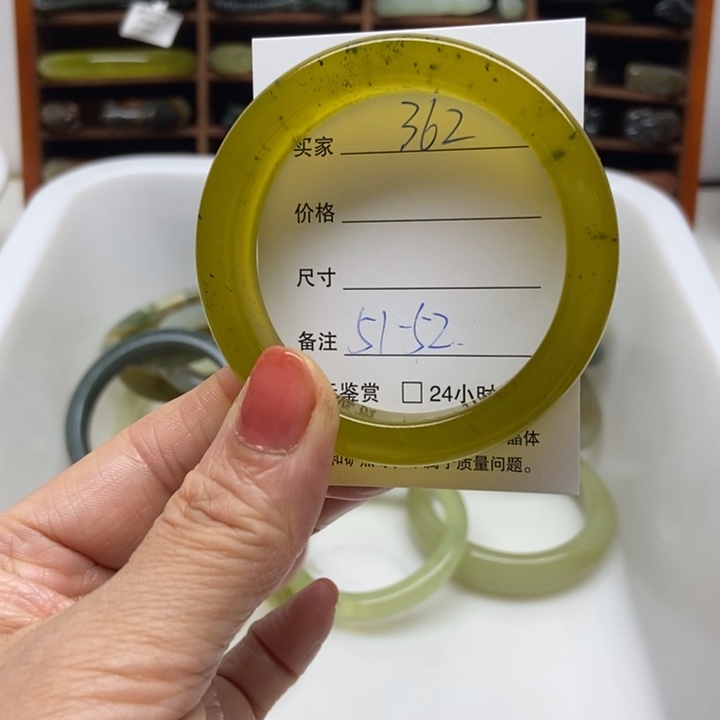 买家 362
价格
尺寸
备注 51-52
鉴赏 □ 24小时
晶体
质量问题。